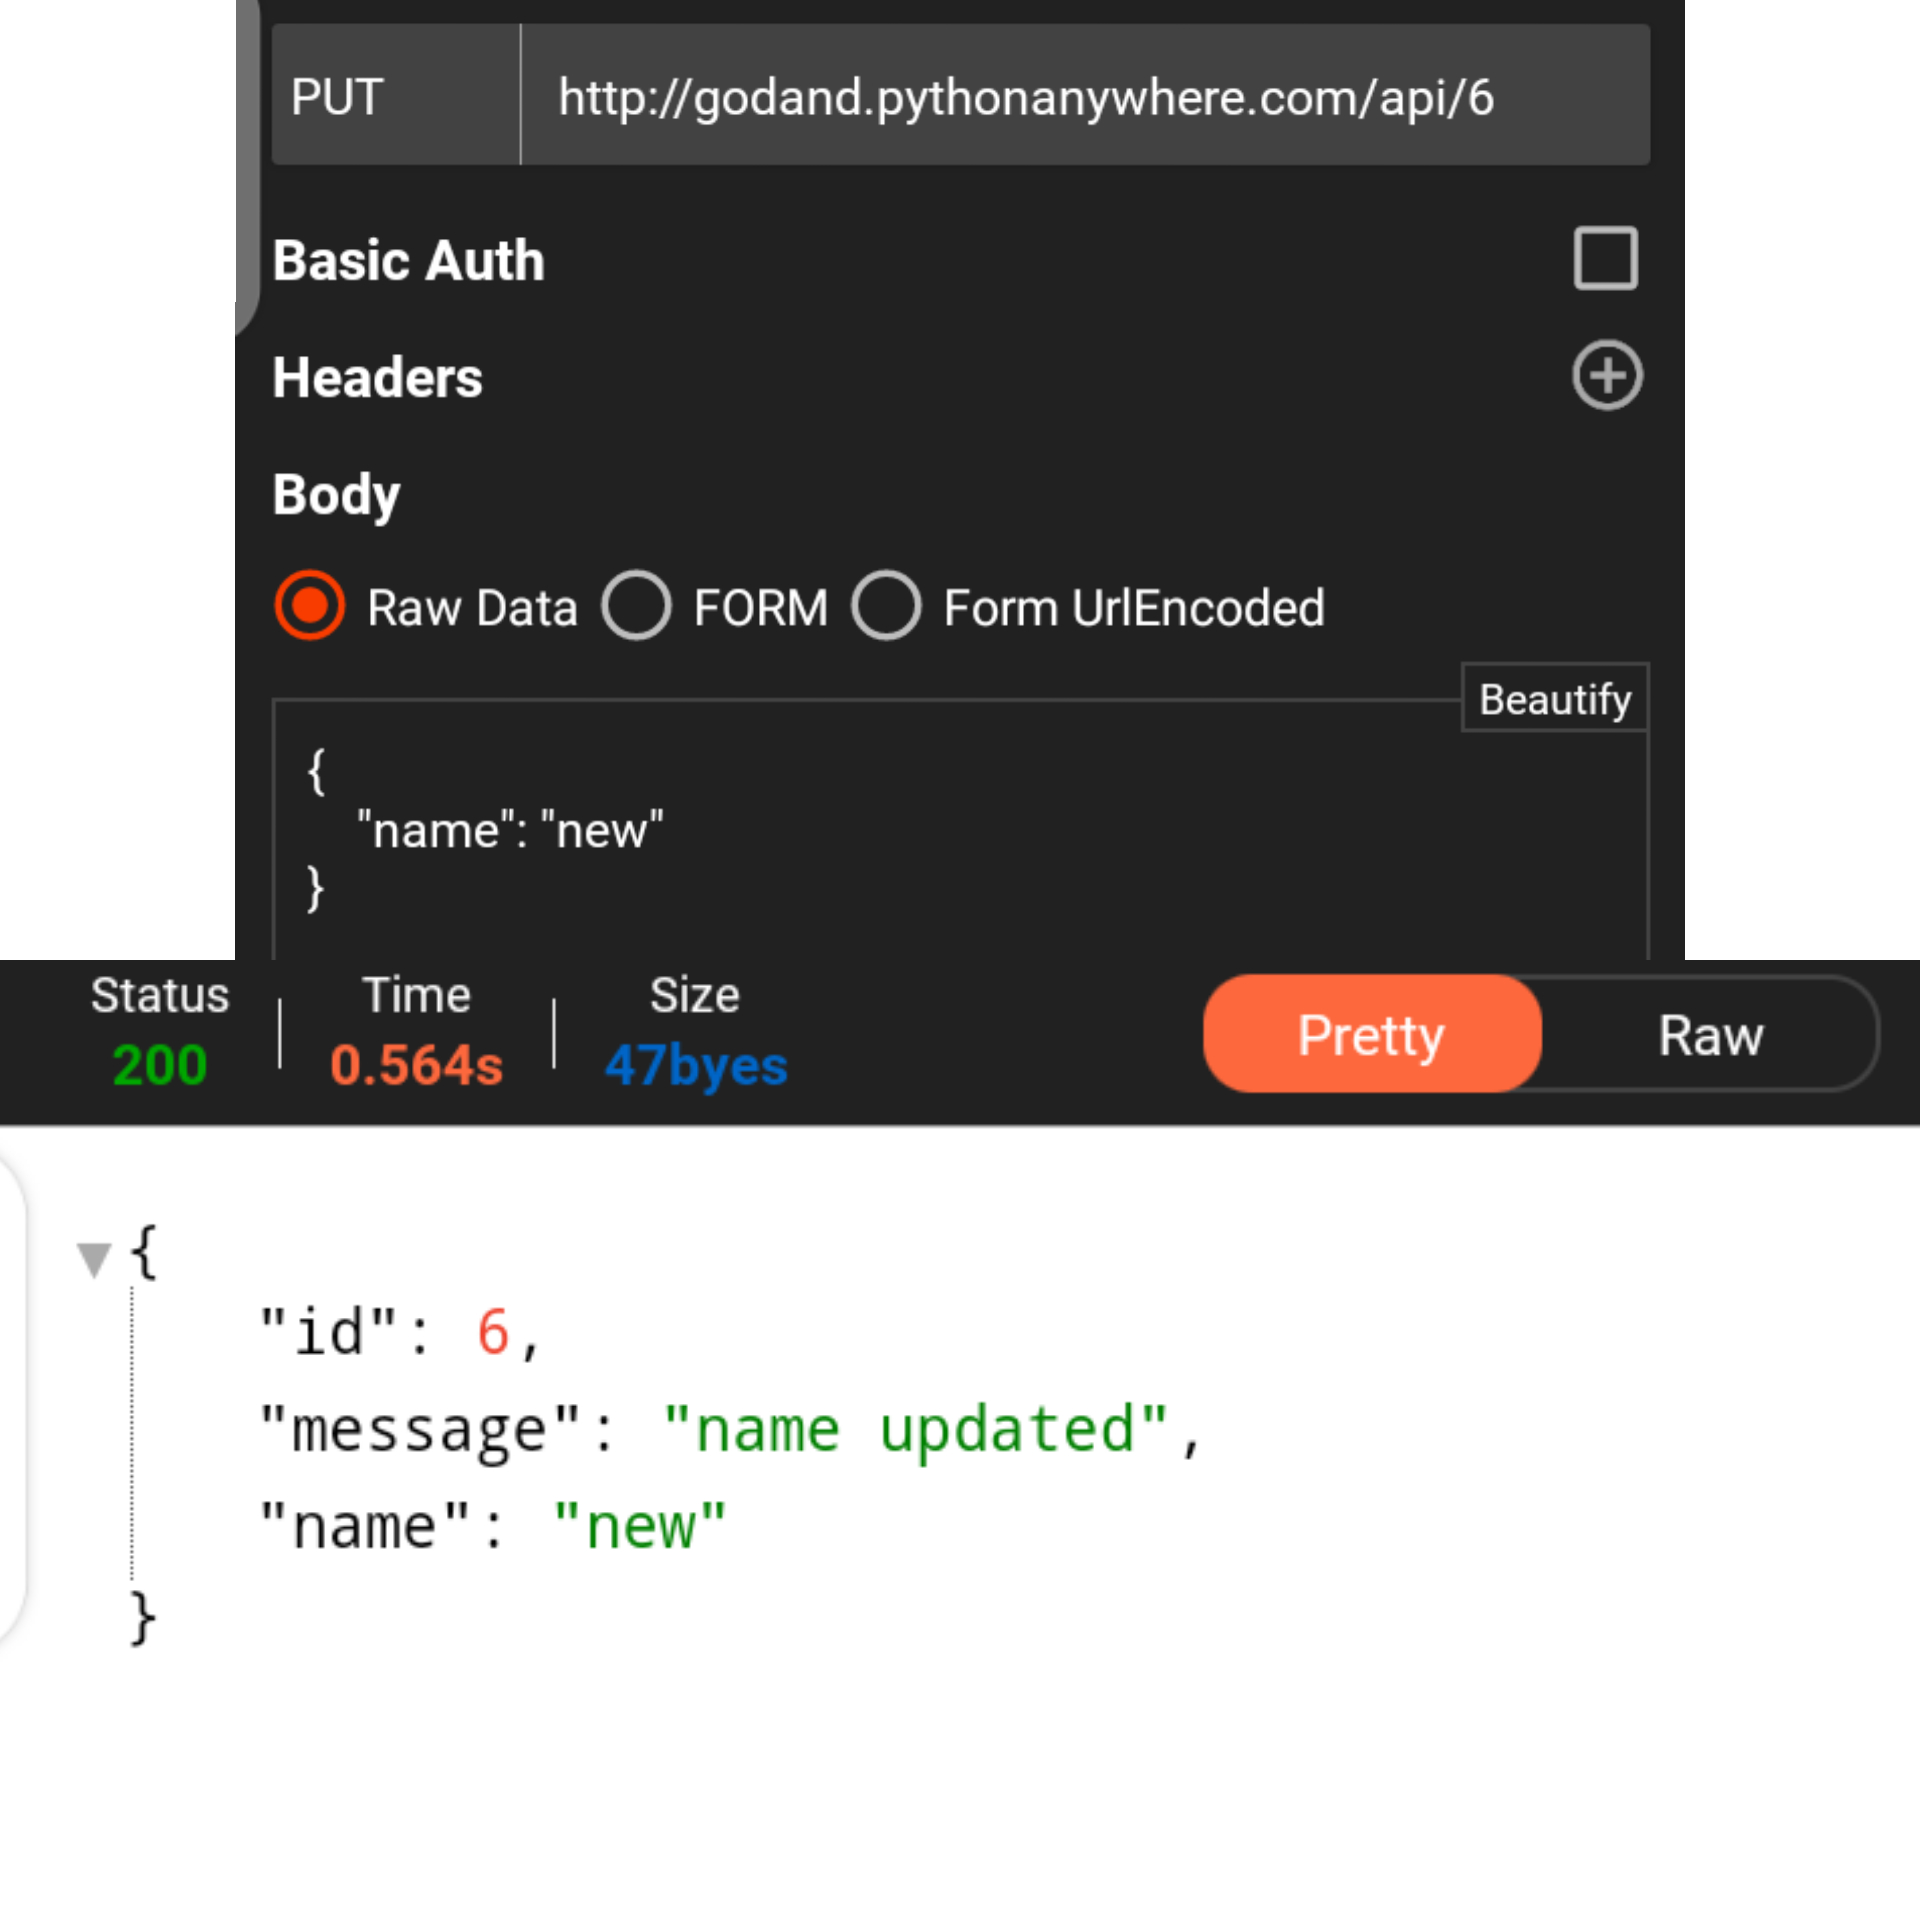 PUT http://godand.pythonanywhere.com/api/6
Basic Auth
Headers
Body
Raw Data FORM Form UrlEncoded
Beautify
{
"name": "new"
}
Status Time Size
200 0.564s 47byes
Pretty Raw
{
"id": 6,
"message": "name updated",
"name": "new"
}